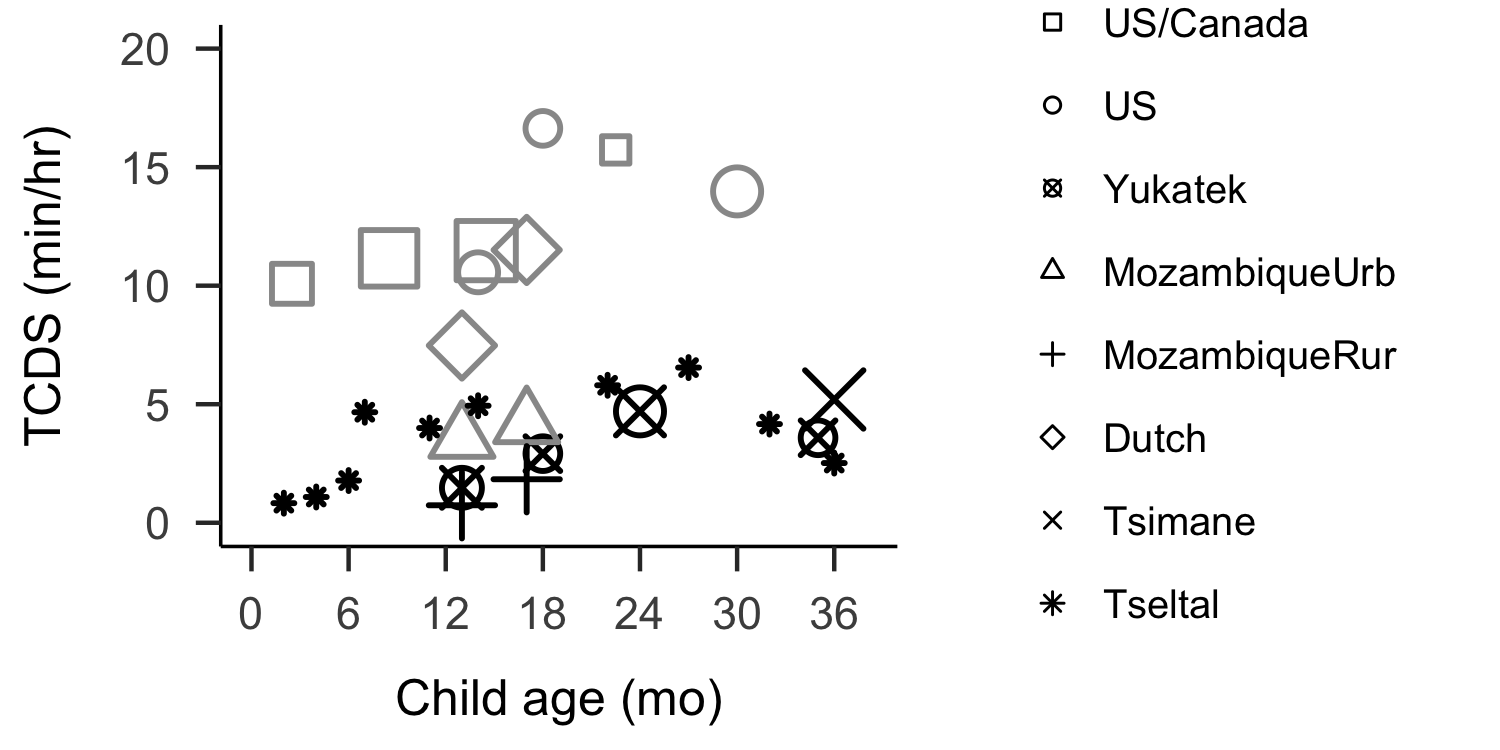 TCDS (min/hr)
20
15
10
5
0
0 6 12 18 24 30 36
Child age (mo)
US/Canada
US
Yukatek
MozambiqueUrb
MozambiqueRur
Dutch
Tsimane
Tseltal